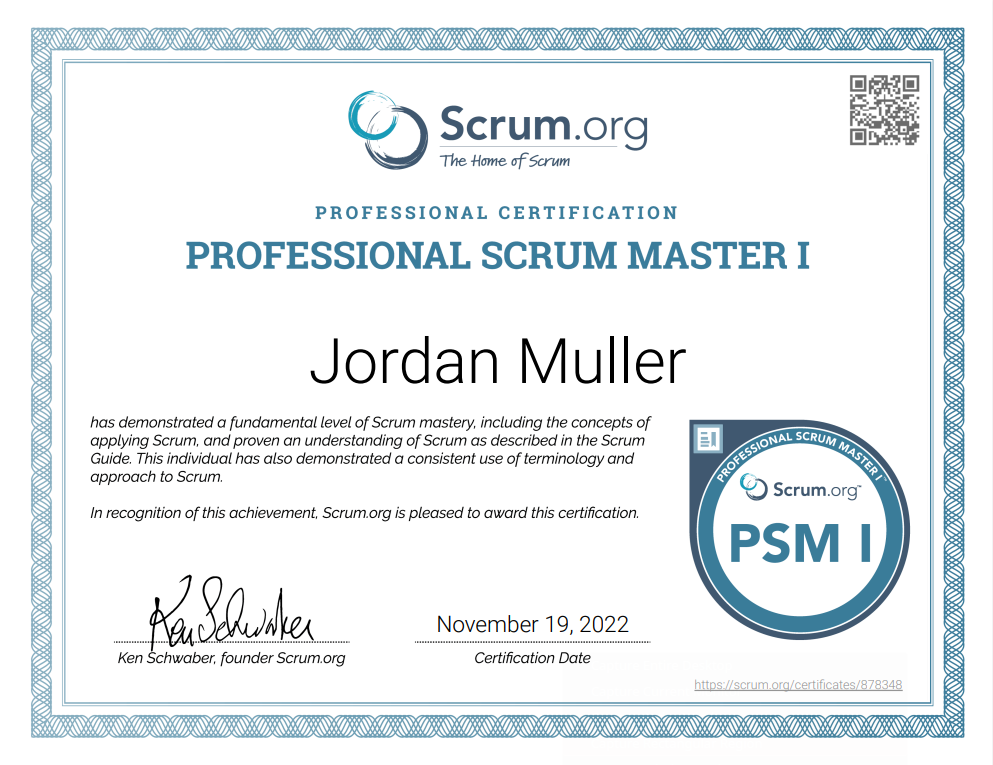 Scrum.org
The Home of Scrum
PROFESSIONAL CERTIFICATION
PROFESSIONAL SCRUM MASTER I
Jordan Muller
has demonstrated a fundamental level of Scrum mastery, including the concepts of
applying Scrum, and proven an understanding of Scrum as described in the Scrum
Guide. This individual has also demonstrated a consistent use of terminology and
approach to Scrum.
In recognition of this achievement, Scrum.org is pleased to award this certification.
PROFESSIONAL SCRUM MASTER I™
Scrum.org™
PSM I
Ken Schwaber
Ken Schwaber, founder Scrum.org
November 19, 2022
Certification Date
https://scrum.org/certificates/878348